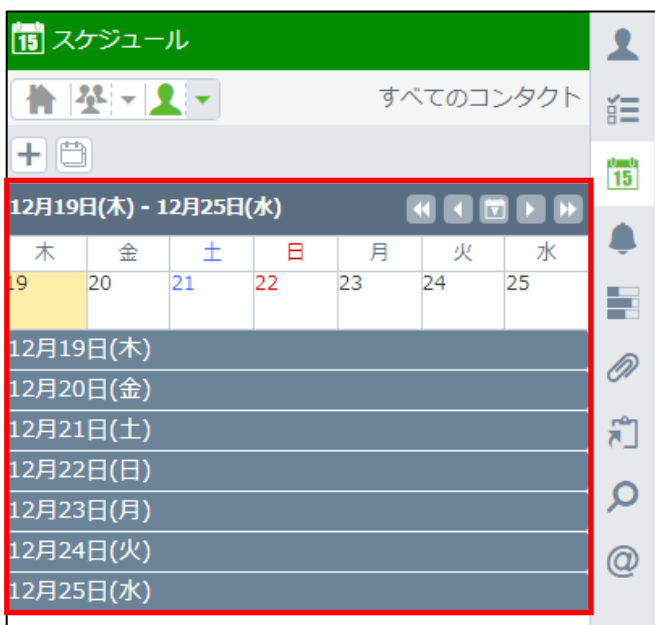 15 スケジュール
すべてのコンタクト
15
12月19日(木) - 12月25日(水)
木 金 土 日 月 火 水
19 20 21 22 23 24 25
12月19日(木)
12月20日(金)
12月21日(土)
12月22日(日)
12月23日(月)
12月24日(火)
12月25日(水)
@